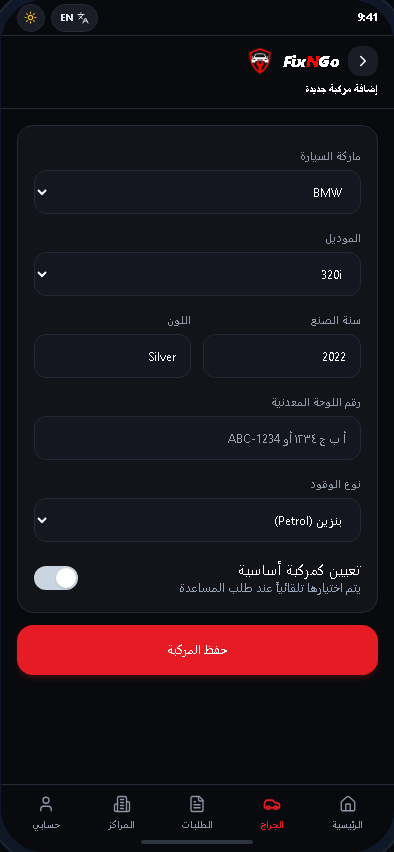 9:41
EN
FixNGo
إضافة مركبة جديدة
ماركة السيارة
BMW
الموديل
320i
سنة الصنع
اللون
2022
Silver
رقم اللوحة المعدنية
أ ب ج ١٢٣٤ أو ABC-1234
نوع الوقود
بنزين (Petrol)
تعيين كمركبة أساسية
يتم اختيارها تلقائياً عند طلب المساعدة
حفظ المركبة
الرئيسية
الجراج
الطلبات
المراكز
حسابي